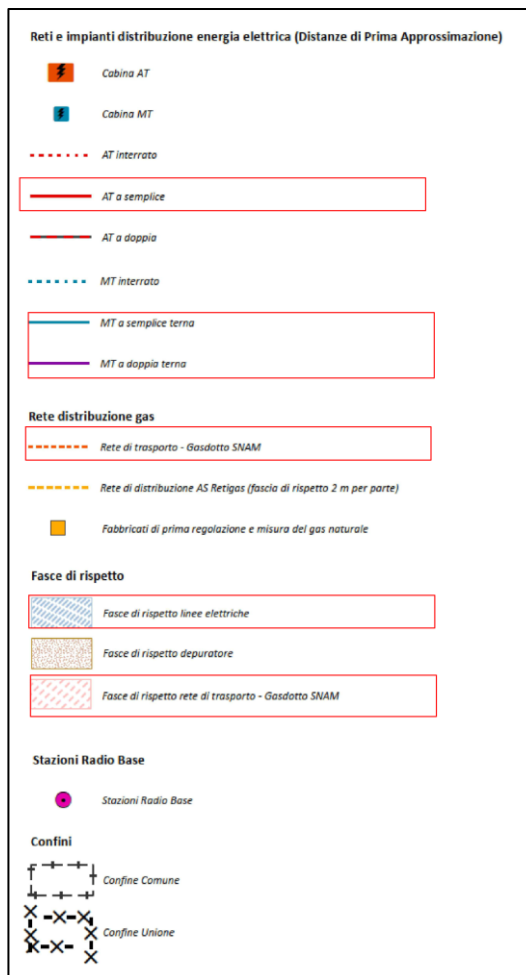 Reti e impianti distribuzione energia elettrica (Distanze di Prima Approssimazione)
Cabina AT
Cabina MT
AT interrato
AT a semplice
AT a doppia
MT interrato
MT a semplice terna
MT a doppia terna
Rete distribuzione gas
Rete di trasporto - Gasdotto SNAM
Rete di distribuzione AS Retigas (fascia di rispetto 2 m per parte)
Fabbricati di prima regolazione e misura del gas naturale
Fasce di rispetto
Fasce di rispetto linee elettriche
Fasce di rispetto depuratore
Fasce di rispetto rete di trasporto - Gasdotto SNAM
Stazioni Radio Base
Stazioni Radio Base
Confini
Confine Comune
Confine Unione